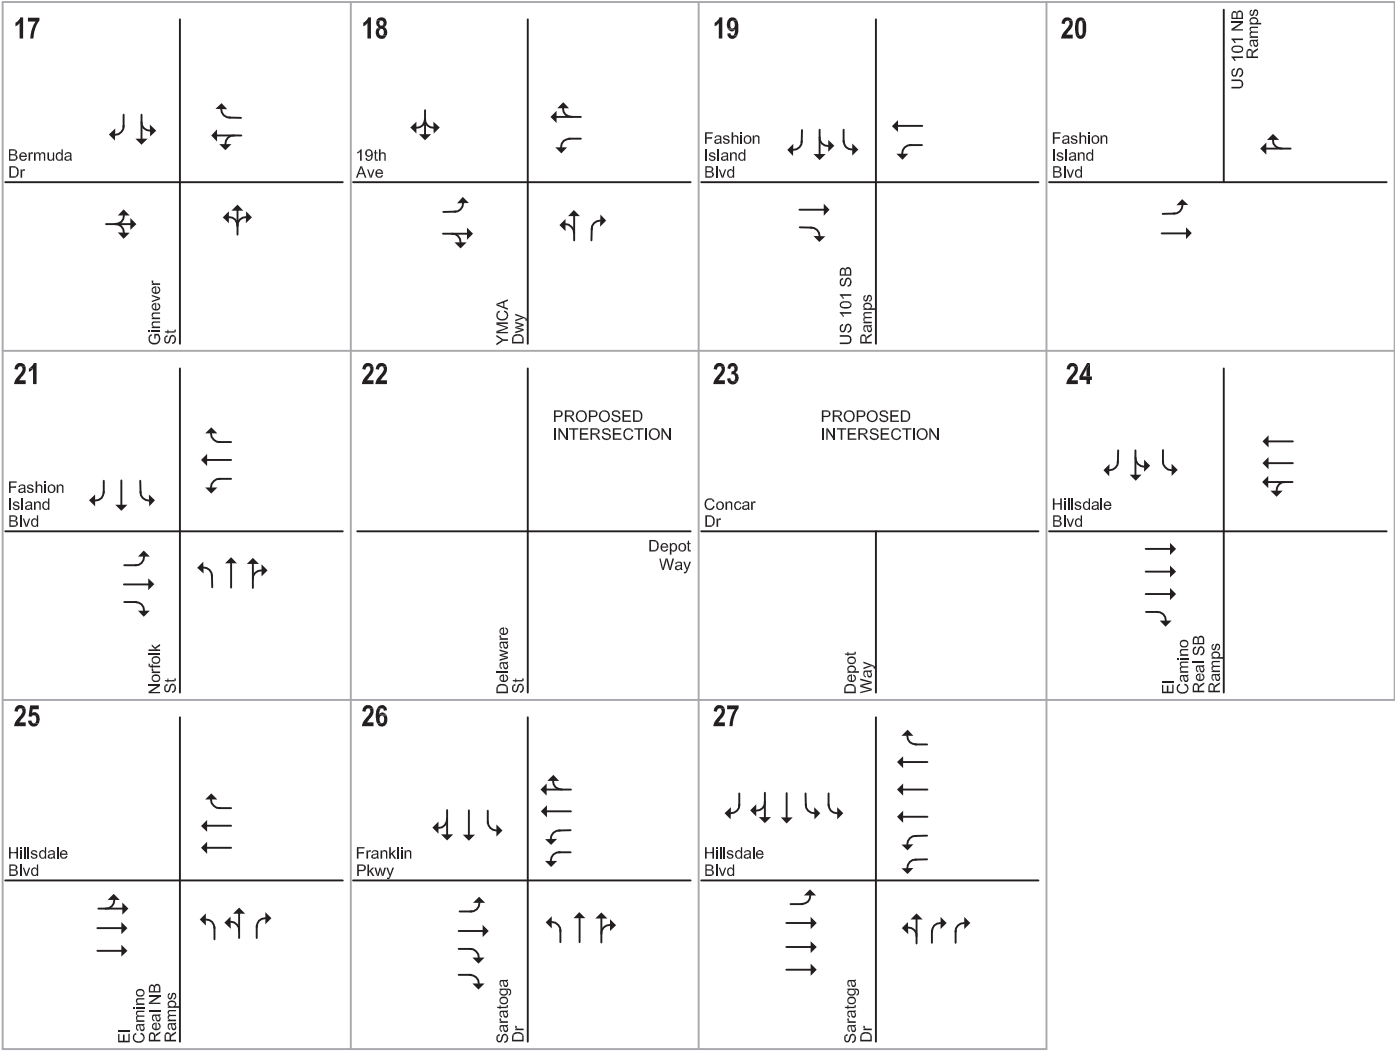 17
Bermuda
Dr
Ginnever
St
18
19th
Ave
YMCA
Dwy
19
Fashion
Island
Blvd
US 101 SB
Ramps
20
US 101 NB
Ramps
Fashion
Island
Blvd
21
Fashion
Island
Blvd
Norfolk
St
22
PROPOSED
INTERSECTION
Depot
Way
Delaware
St
23
PROPOSED
INTERSECTION
Concar
Dr
Depot
Way
24
Hillsdale
Blvd
El
Camino
Real SB
Ramps
25
Hillsdale
Blvd
El
Camino
Real NB
Ramps
26
Franklin
Pkwy
Saratoga
Dr
27
Hillsdale
Blvd
Saratoga
Dr